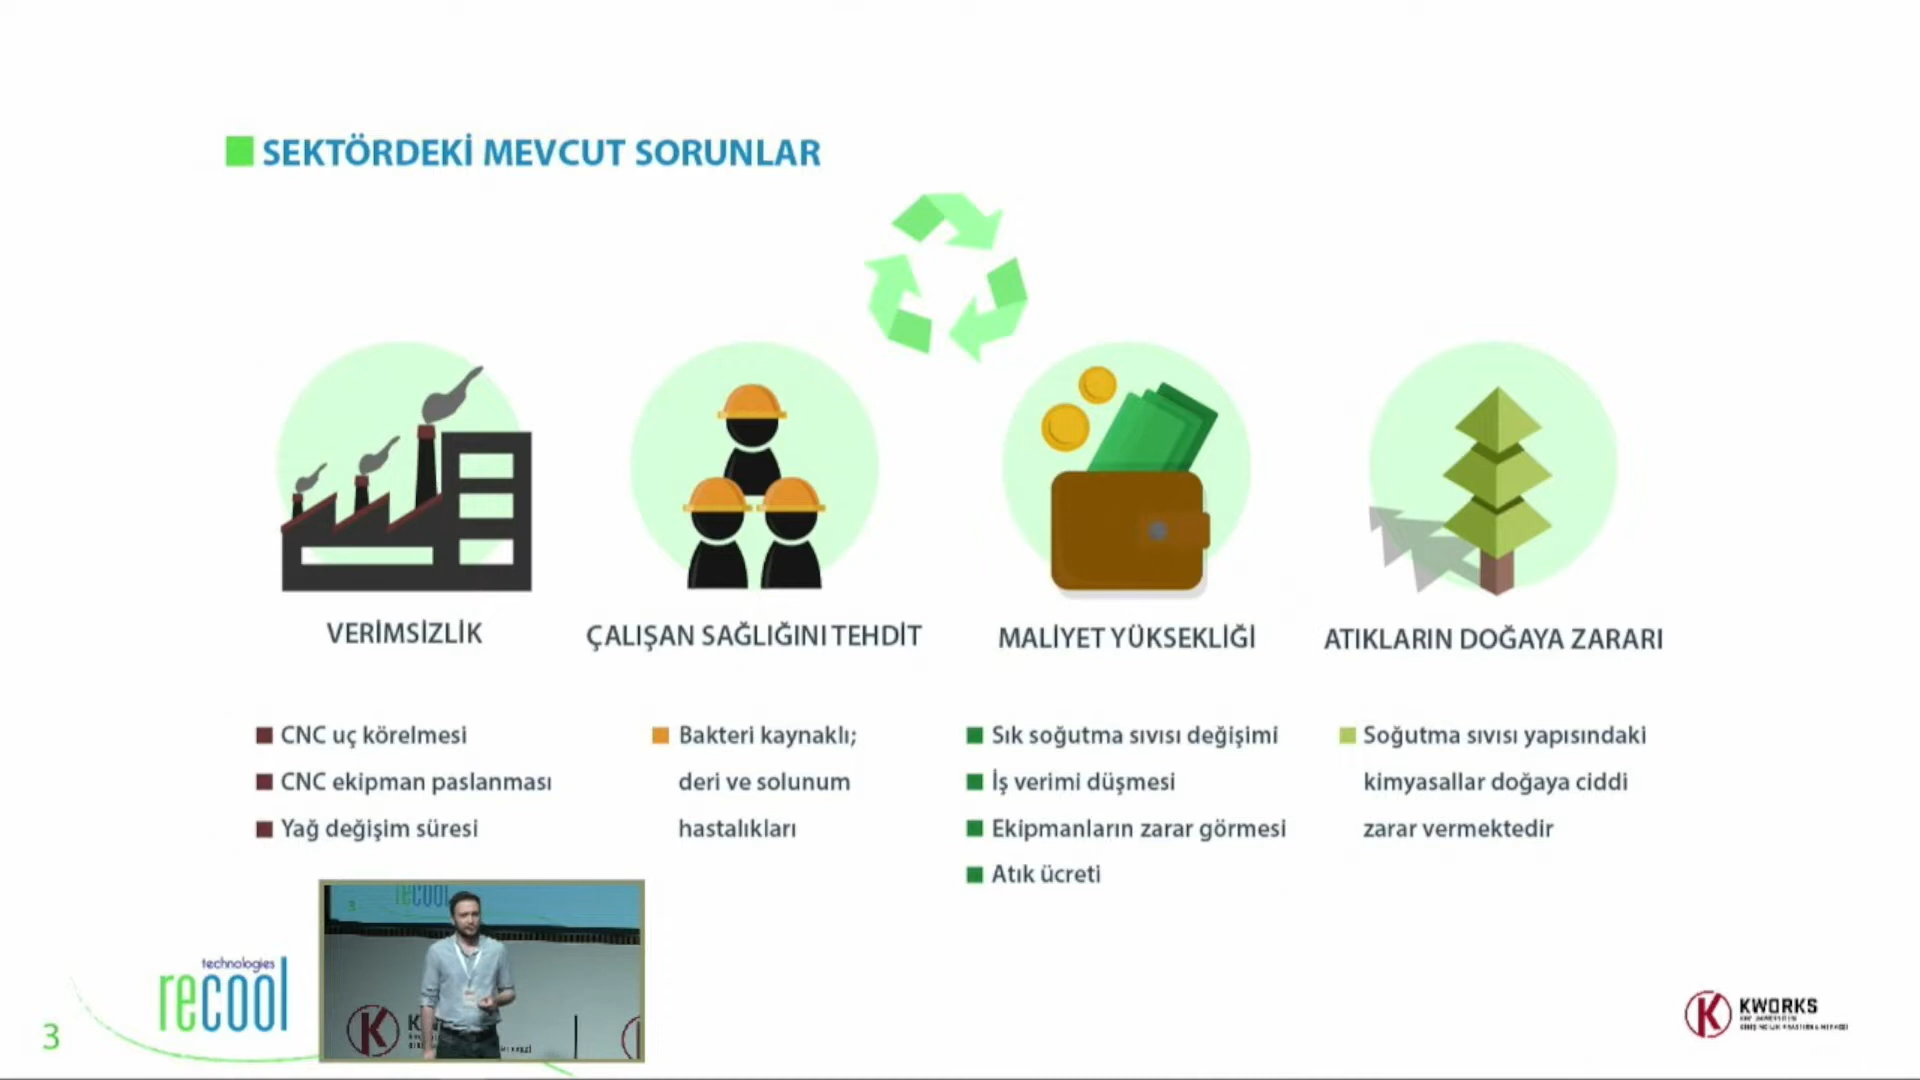 SEKTÖRDEKİ MEVCUT SORUNLAR
VERİMSİZLİK
CNC uç körelmesi
CNC ekipman paslanması
Yağ değişim süresi
ÇALIŞAN SAĞLIĞINI TEHDİT
Bakteri kaynaklı;
deri ve solunum
hastalıkları
MALİYET YÜKSEKLİĞİ
Sık soğutma sıvısı değişimi
İş verimi düşmesi
Ekipmanların zarar görmesi
Atık ücreti
ATIKLARIN DOĞAYA ZARARI
Soğutma sıvısı yapısındaki
kimyasallar doğaya ciddi
zarar vermektedir
3
technologies
recool
recool
3
K
K
KWORKS